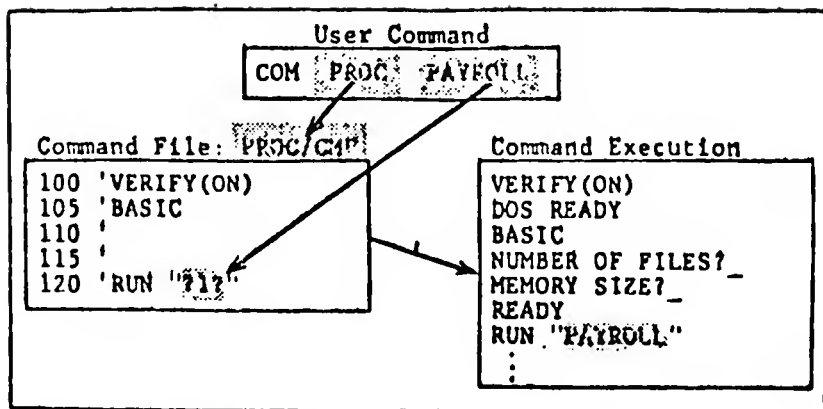 User Command
COM PROC PAYROLL
Command File: PROC/CMD
100 'VERIFY(ON)
105 'BASIC
110 '
115 '
120 'RUN "?1?"
Command Execution
VERIFY(ON)
DOS READY
BASIC
NUMBER OF FILES?_
MEMORY SIZE?_
READY
RUN "PAYROLL"
⋮